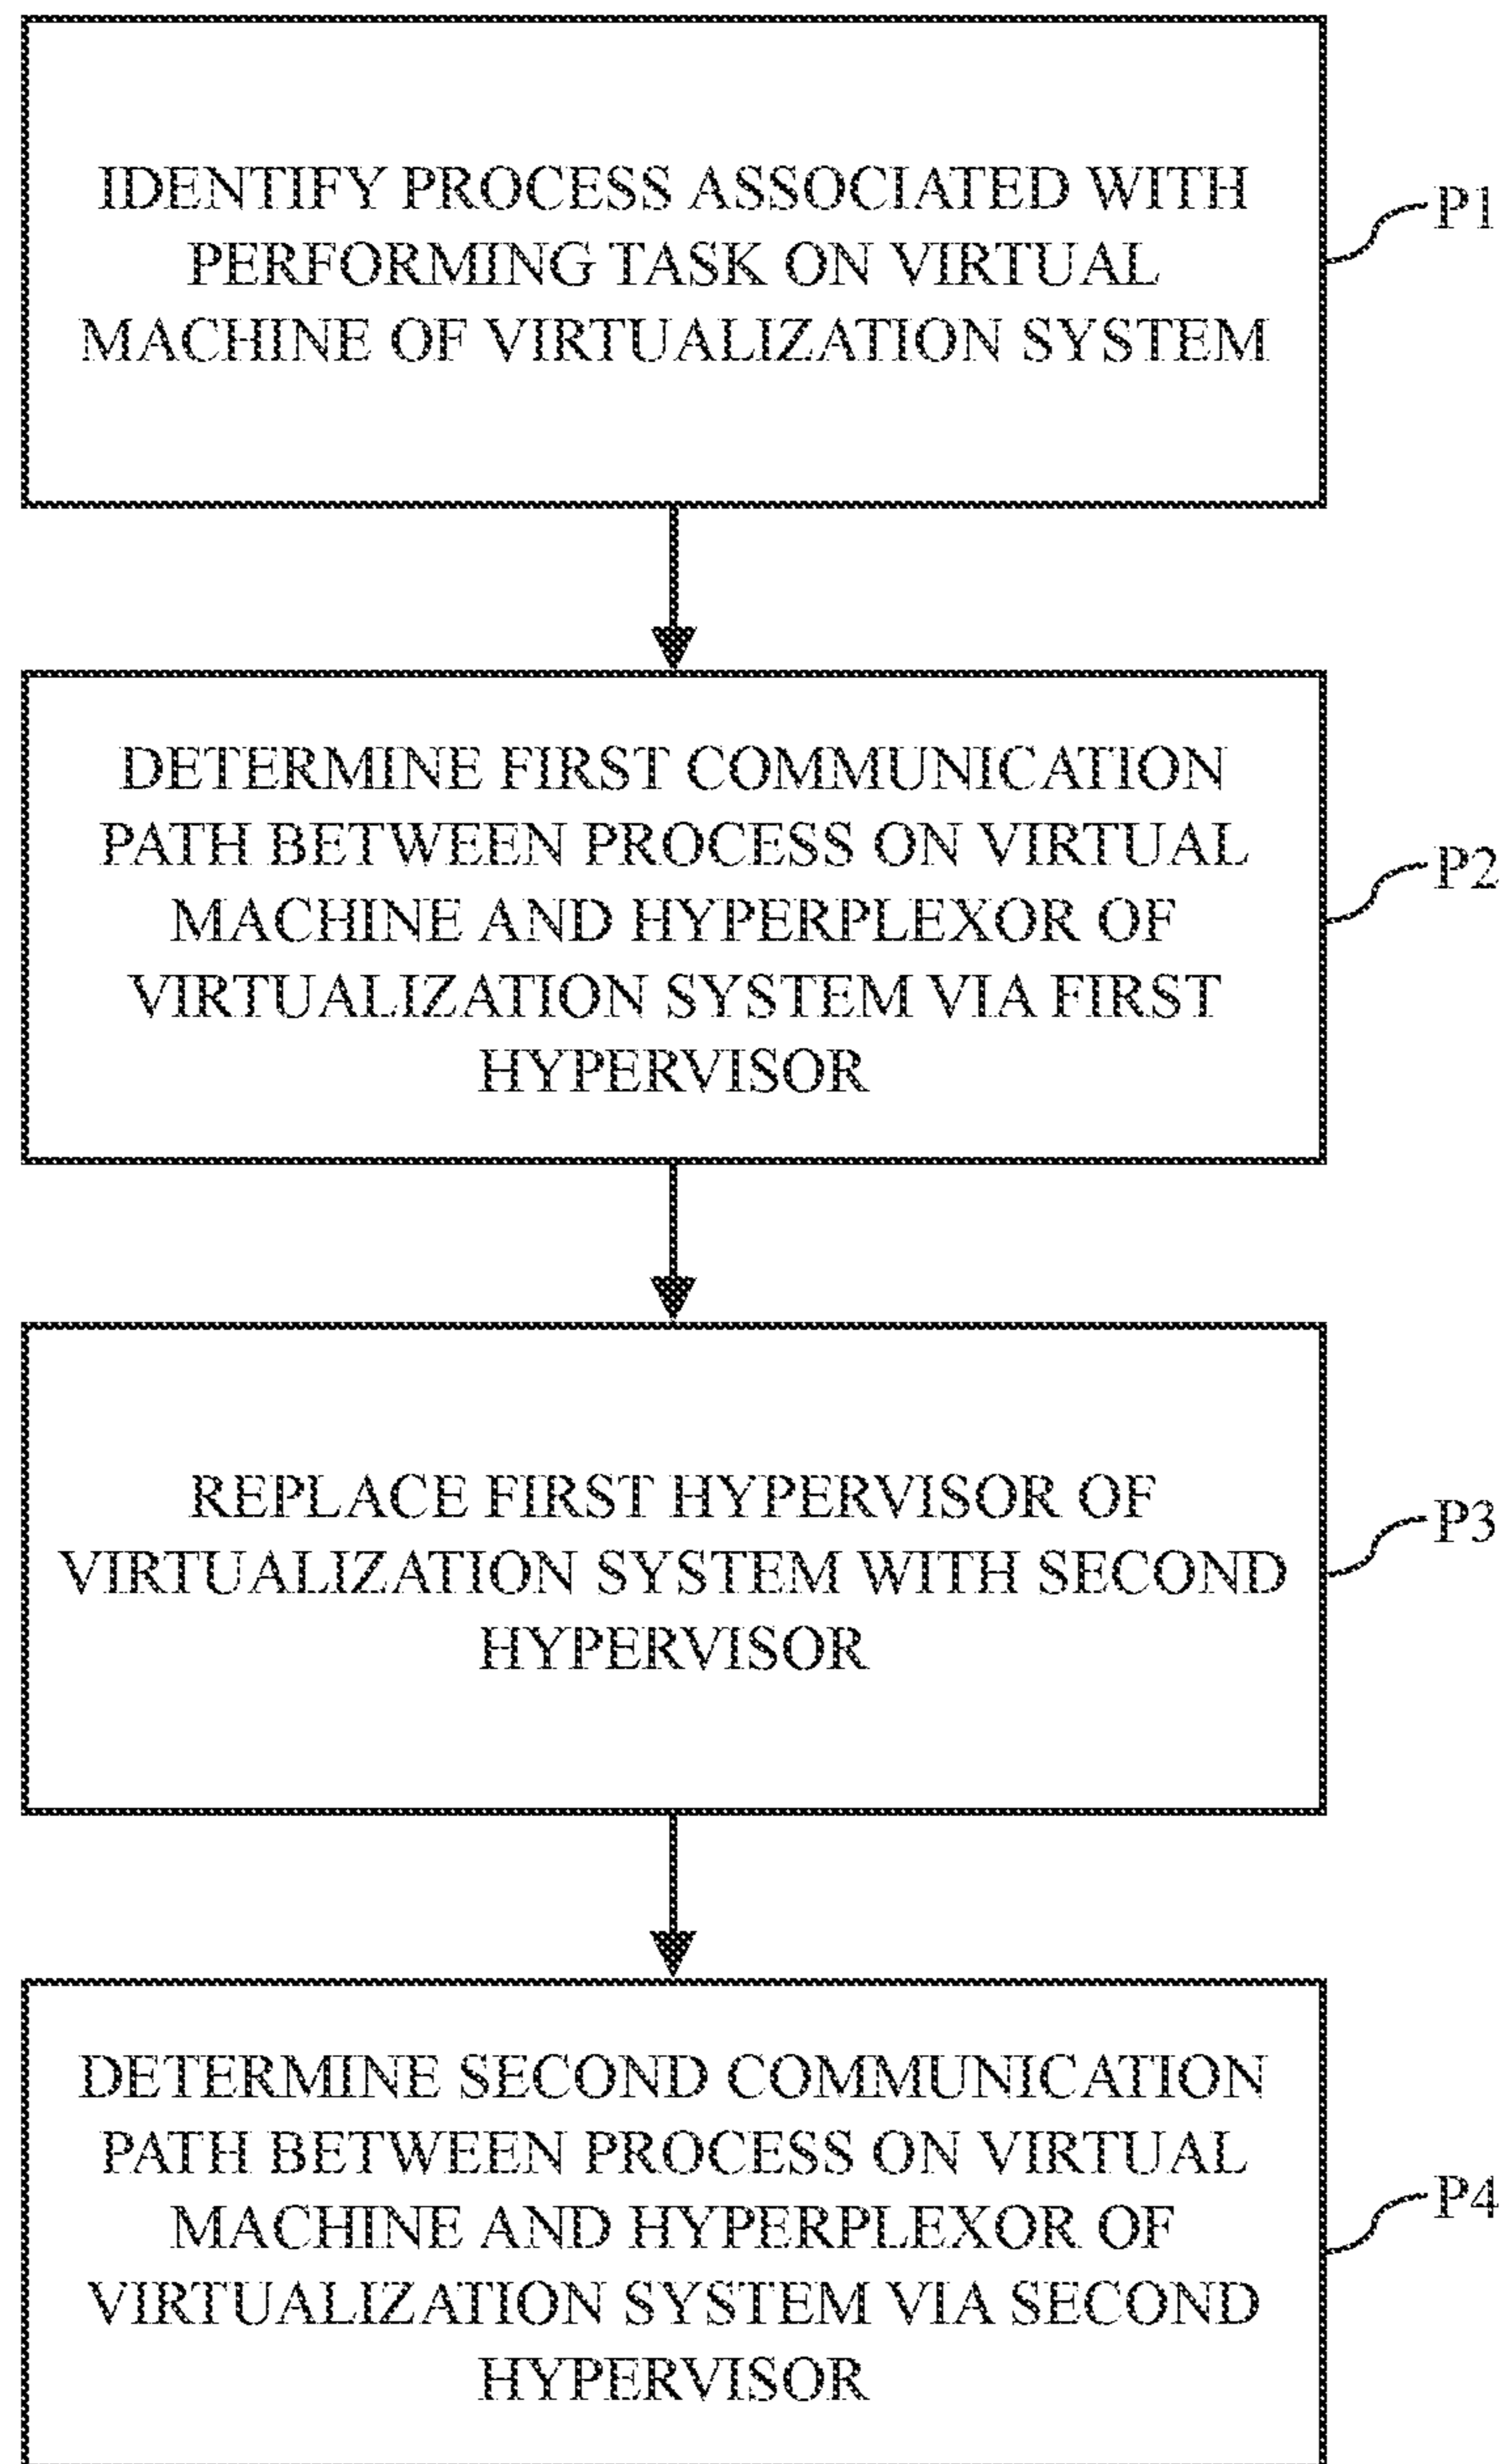 IDENTIFY PROCESS ASSOCIATED WITH
PERFORMING TASK ON VIRTUAL
MACHINE OF VIRTUALIZATION SYSTEM
P1
DETERMINE FIRST COMMUNICATION
PATH BETWEEN PROCESS ON VIRTUAL
MACHINE AND HYPERPLEXOR OF
VIRTUALIZATION SYSTEM VIA FIRST
HYPERVISOR
P2
REPLACE FIRST HYPERVISOR OF
VIRTUALIZATION SYSTEM WITH SECOND
HYPERVISOR
P3
DETERMINE SECOND COMMUNICATION
PATH BETWEEN PROCESS ON VIRTUAL
MACHINE AND HYPERPLEXOR OF
VIRTUALIZATION SYSTEM VIA SECOND
HYPERVISOR
P4